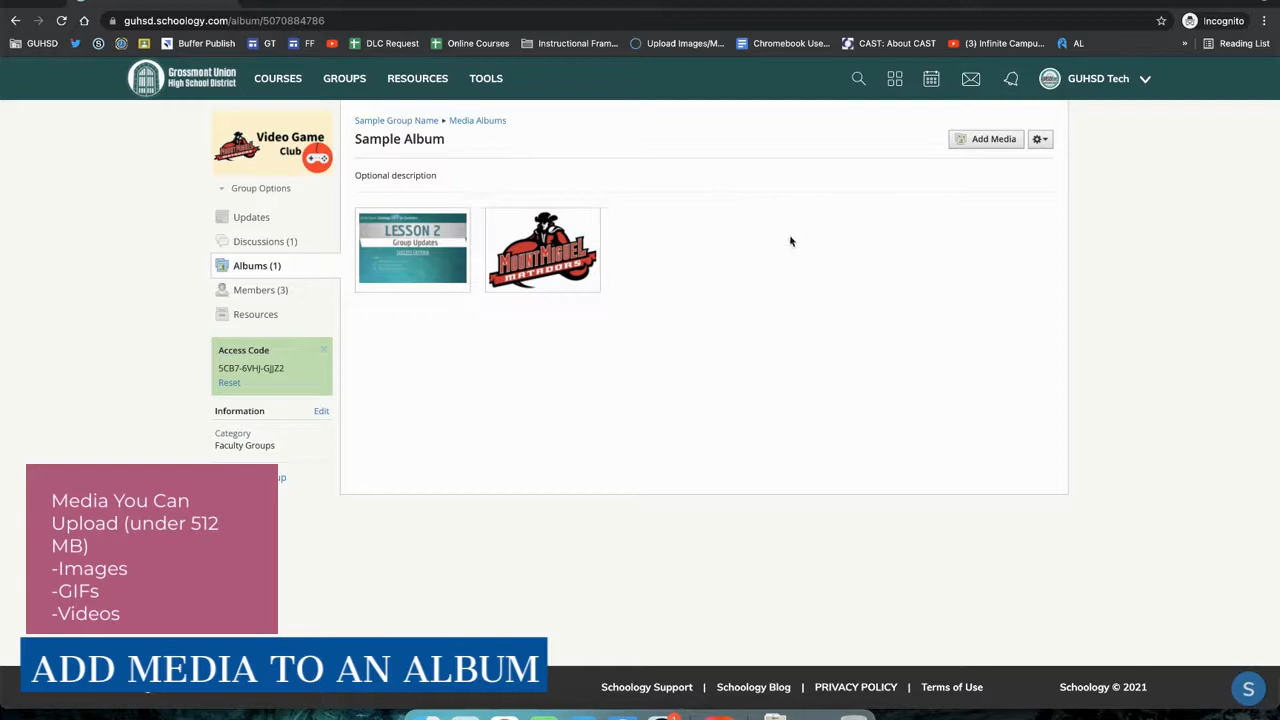 guhsd.schoology.com/album/5070884786
Incognito
GUHSD
GT
Buffer Publish
FF
DLC Request
Online Courses
Instructional Fram...
Upload Images/M...
Chromebook Use...
CAST: About CAST
(3) Infinite Campu...
AL
»
Reading List
Grossmont Union
High School District
COURSES
GROUPS
RESOURCES
TOOLS
GUHSD Tech
Video Game
Club
Group Options
Updates
Discussions (1)
Albums (1)
Members (3)
Resources
Access Code
5CB7-6VHJ-GJJZ2
Reset
Information Edit
Category
Faculty Groups
up
Sample Group Name ▸ Media Albums
Sample Album
Add Media
Optional description
LESSON 2
Group Updates
SUCCESS CRITERIA
MOUNT MIGUEL
MATADORS
Media You Can
Upload (under 512
MB)
-Images
-GIFs
-Videos
ADD MEDIA TO AN ALBUM
Schoology Support | Schoology Blog | PRIVACY POLICY | Terms of Use
Schoology © 2021
S